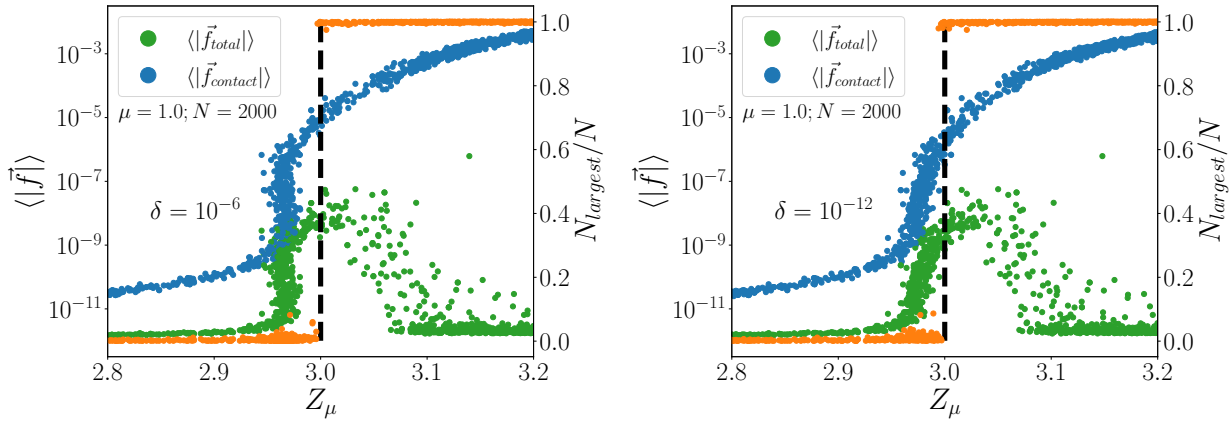 ⟨|f⃗|⟩
10⁻³
10⁻⁵
10⁻⁷
10⁻⁹
10⁻¹¹
⟨|f⃗_total|⟩
⟨|f⃗_contact|⟩
μ = 1.0; N = 2000
δ = 10⁻⁶
1.0
0.8
0.6
0.4
0.2
0.0
N_largest/N
2.8 2.9 3.0 3.1 3.2
Z_μ
⟨|f⃗|⟩
10⁻³
10⁻⁵
10⁻⁷
10⁻⁹
10⁻¹¹
⟨|f⃗_total|⟩
⟨|f⃗_contact|⟩
μ = 1.0; N = 2000
δ = 10⁻¹²
1.0
0.8
0.6
0.4
0.2
0.0
N_largest/N
2.8 2.9 3.0 3.1 3.2
Z_μ